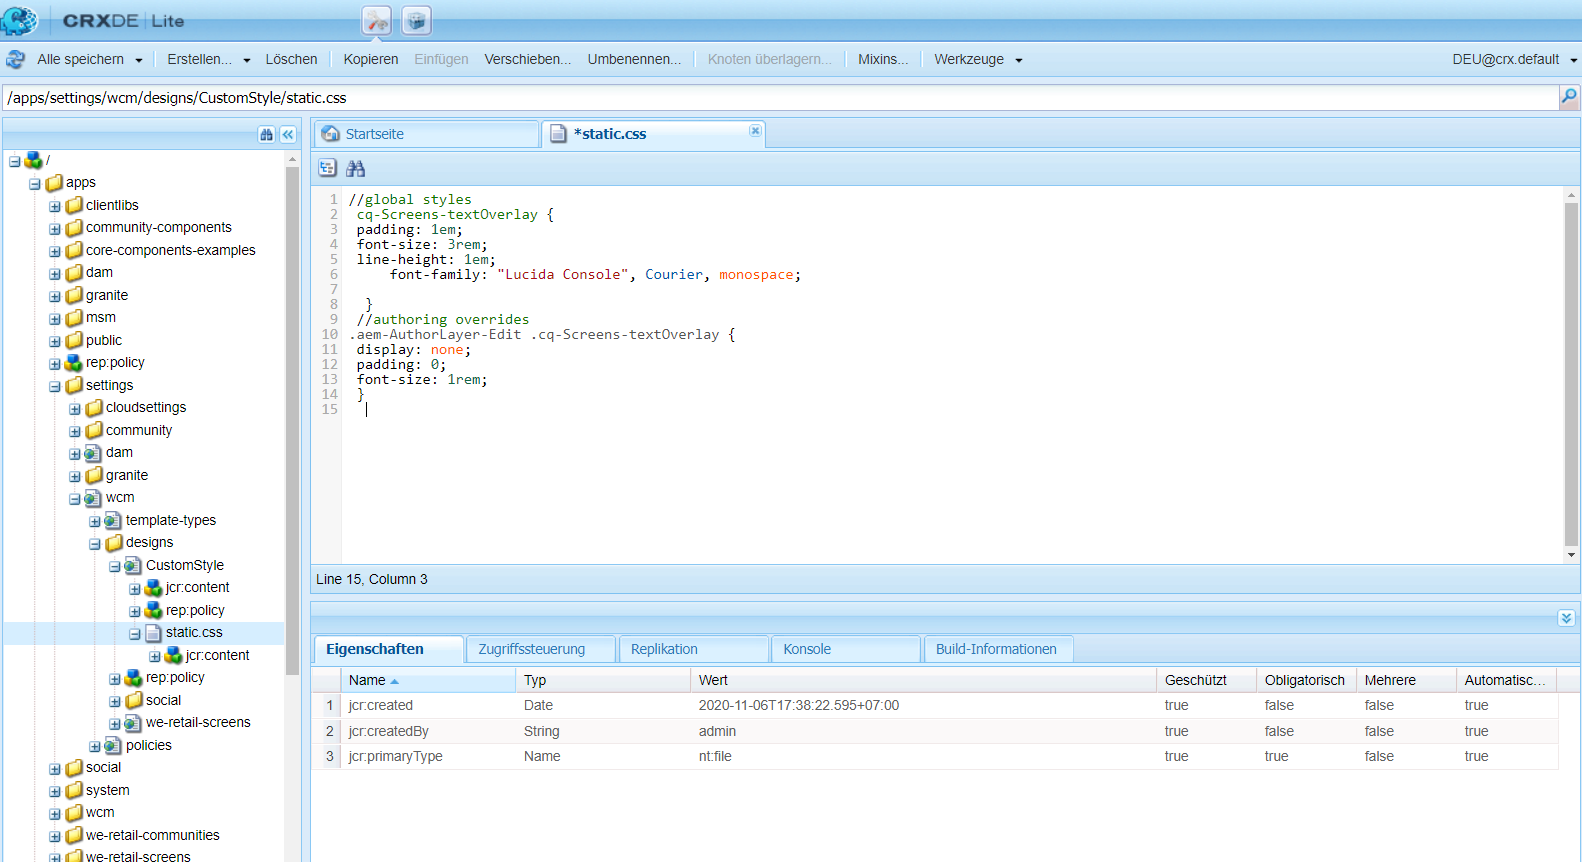 CRXDE | Lite
Alle speichern Erstellen... Löschen Kopieren Einfügen Verschieben... Umbenennen... Knoten überlagern... Mixins... Werkzeuge DEU@crx.default
/apps/settings/wcm/designs/CustomStyle/static.css
/
apps
clientlibs
community-components
core-components-examples
dam
granite
msm
public
rep:policy
settings
cloudsettings
community
dam
granite
wcm
template-types
designs
CustomStyle
jcr:content
rep:policy
static.css
jcr:content
rep:policy
social
we-retail-screens
policies
social
system
wcm
we-retail-communities
we-retail-screens
Startseite *static.css
1 //global styles
2 cq-Screens-textOverlay {
3 padding: 1em;
4 font-size: 3rem;
5 line-height: 1em;
6 font-family: "Lucida Console", Courier, monospace;
7
8 }
9 //authoring overrides
10 .aem-AuthorLayer-Edit .cq-Screens-textOverlay {
11 display: none;
12 padding: 0;
13 font-size: 1rem;
14 }
15
Line 15, Column 3
Eigenschaften Zugriffssteuerung Replikation Konsole Build-Informationen
Name Typ Wert Geschützt Obligatorisch Mehrere Automatisc...
1 jcr:created Date 2020-11-06T17:38:22.595+07:00 true false false true
2 jcr:createdBy String admin true false false true
3 jcr:primaryType Name nt:file true true false true